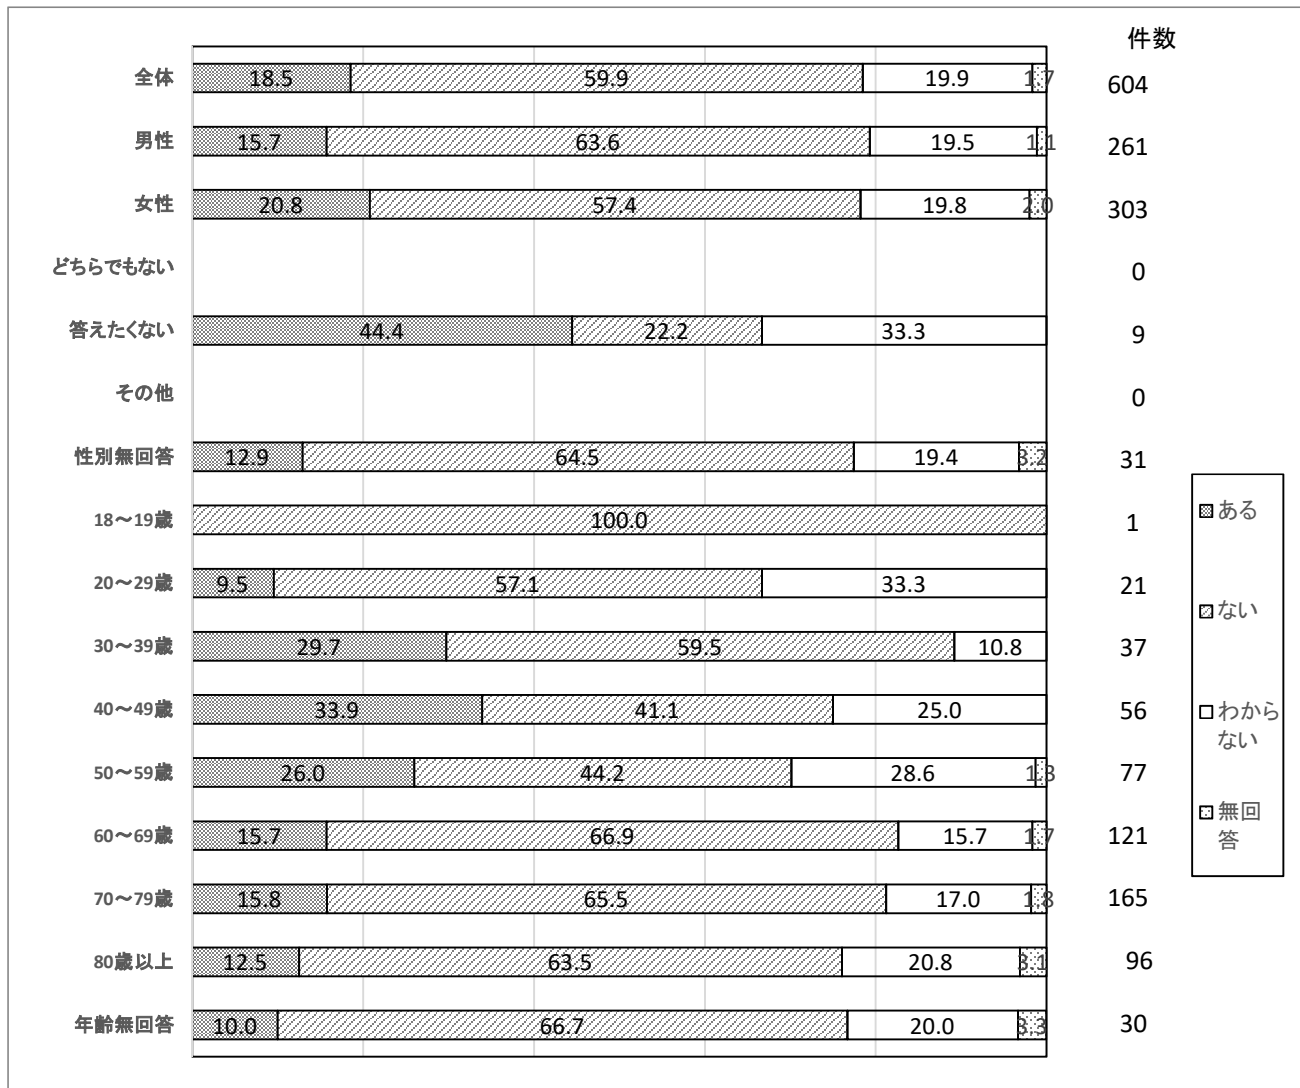 件数
全体 18.5 59.9 19.9 1.7 604
男性 15.7 63.6 19.5 1.1 261
女性 20.8 57.4 19.8 2.0 303
どちらでもない 0
答えたくない 44.4 22.2 33.3 9
その他 0
性別無回答 12.9 64.5 19.4 3.2 31
18～19歳 100.0 1
20～29歳 9.5 57.1 33.3 21
30～39歳 29.7 59.5 10.8 37
40～49歳 33.9 41.1 25.0 56
50～59歳 26.0 44.2 28.6 1.3 77
60～69歳 15.7 66.9 15.7 1.7 121
70～79歳 15.8 65.5 17.0 1.8 165
80歳以上 12.5 63.5 20.8 3.1 96
年齢無回答 10.0 66.7 20.0 3.3 30
ある
ない
わから
ない
無回
答